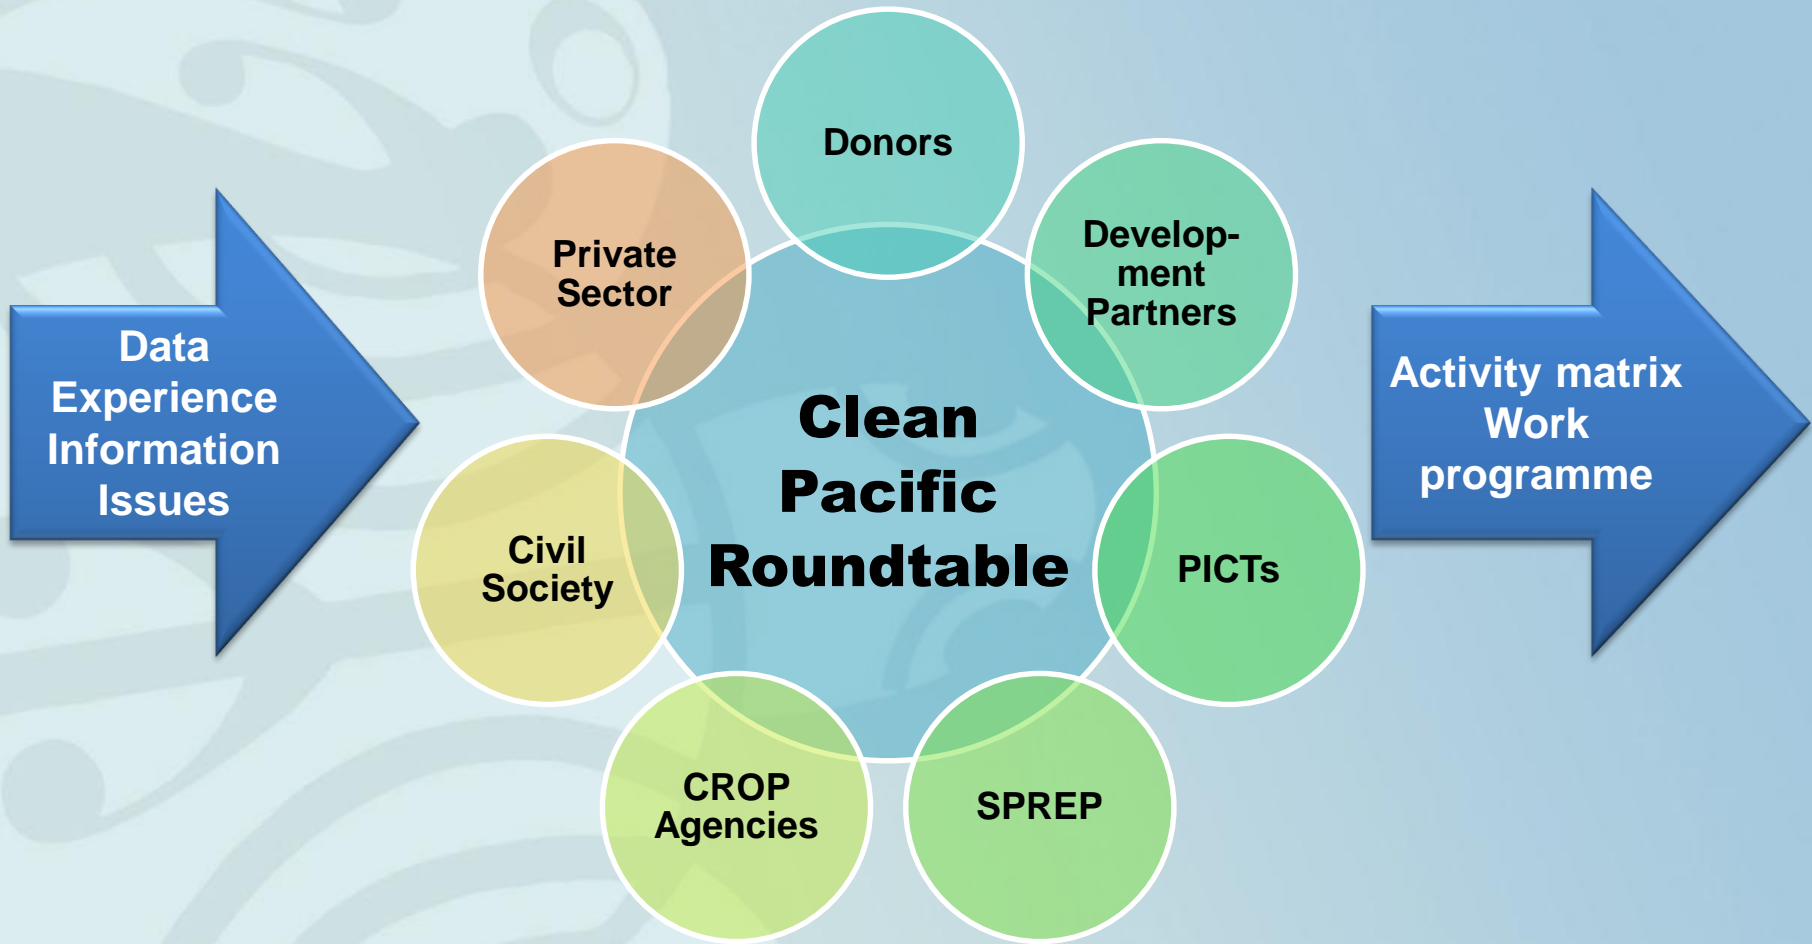 Data
Experience
Information
Issues
Donors
Private
Sector
Develop-
ment
Partners
Clean
Pacific
Roundtable
Civil
Society
PICTs
CROP
Agencies
SPREP
Activity matrix
Work
programme